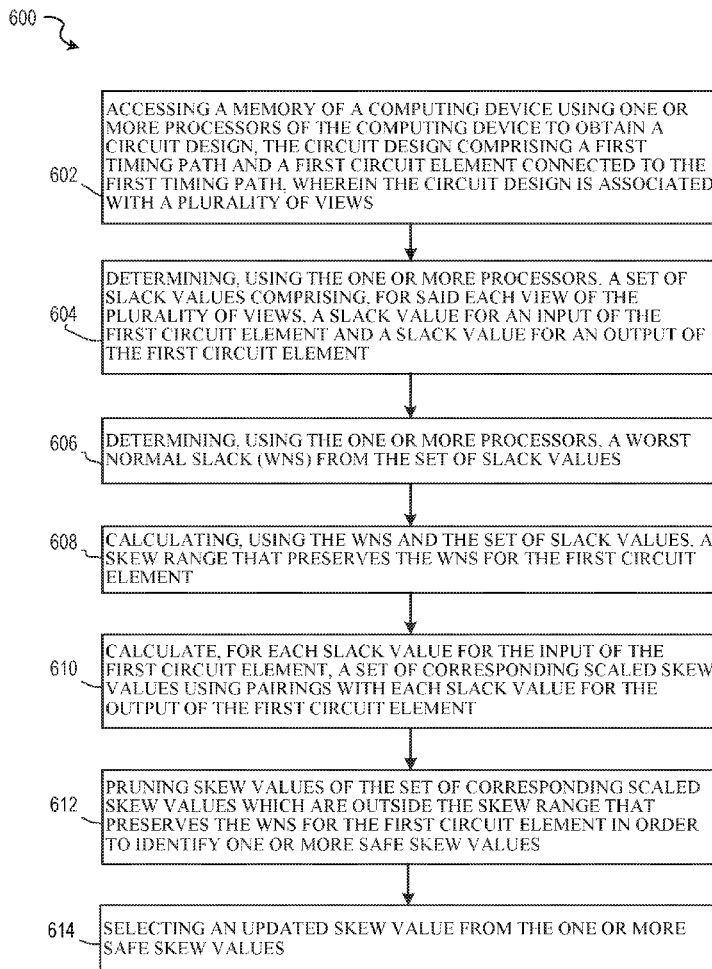 600
602
ACCESSING A MEMORY OF A COMPUTING DEVICE USING ONE OR
MORE PROCESSORS OF THE COMPUTING DEVICE TO OBTAIN A
CIRCUIT DESIGN, THE CIRCUIT DESIGN COMPRISING A FIRST
TIMING PATH AND A FIRST CIRCUIT ELEMENT CONNECTED TO THE
FIRST TIMING PATH, WHEREIN THE CIRCUIT DESIGN IS ASSOCIATED
WITH A PLURALITY OF VIEWS
604
DETERMINING, USING THE ONE OR MORE PROCESSORS, A SET OF
SLACK VALUES COMPRISING, FOR SAID EACH VIEW OF THE
PLURALITY OF VIEWS, A SLACK VALUE FOR AN INPUT OF THE
FIRST CIRCUIT ELEMENT AND A SLACK VALUE FOR AN OUTPUT OF
THE FIRST CIRCUIT ELEMENT
606
DETERMINING, USING THE ONE OR MORE PROCESSORS, A WORST
NORMAL SLACK (WNS) FROM THE SET OF SLACK VALUES
608
CALCULATING, USING THE WNS AND THE SET OF SLACK VALUES, A
SKEW RANGE THAT PRESERVES THE WNS FOR THE FIRST CIRCUIT
ELEMENT
610
CALCULATE, FOR EACH SLACK VALUE FOR THE INPUT OF THE
FIRST CIRCUIT ELEMENT, A SET OF CORRESPONDING SCALED SKEW
VALUES USING PAIRINGS WITH EACH SLACK VALUE FOR THE
OUTPUT OF THE FIRST CIRCUIT ELEMENT
612
PRUNING SKEW VALUES OF THE SET OF CORRESPONDING SCALED
SKEW VALUES WHICH ARE OUTSIDE THE SKEW RANGE THAT
PRESERVES THE WNS FOR THE FIRST CIRCUIT ELEMENT IN ORDER
TO IDENTIFY ONE OR MORE SAFE SKEW VALUES
614
SELECTING AN UPDATED SKEW VALUE FROM THE ONE OR MORE
SAFE SKEW VALUES